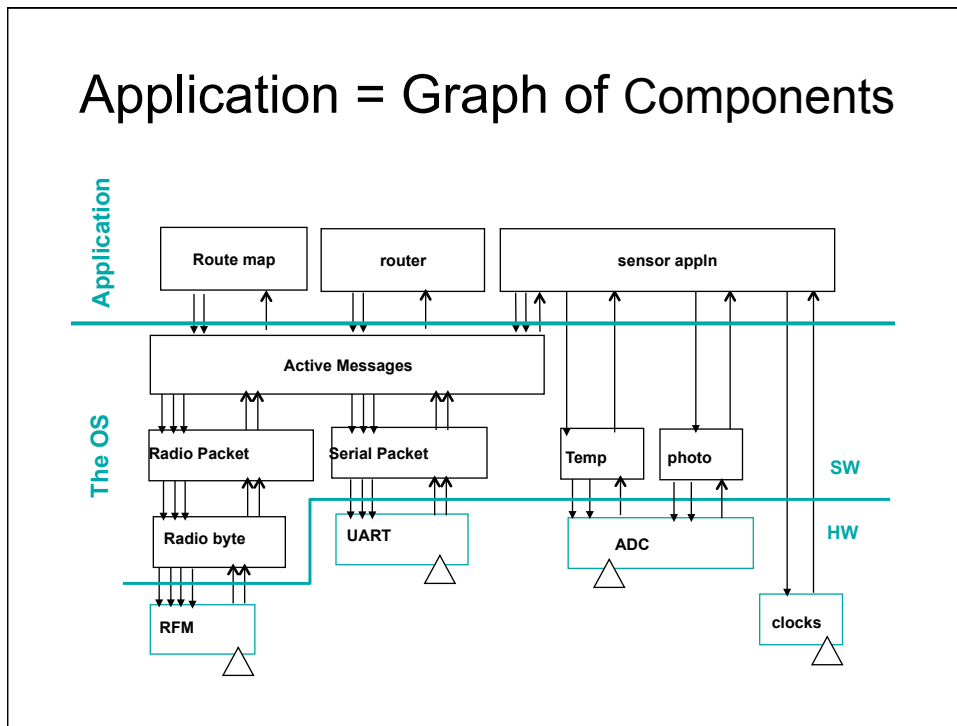 Application = Graph of Components
Application
Route map
router
sensor appln
Active Messages
The OS
Radio Packet
Serial Packet
Temp
photo
SW
Radio byte
UART
ADC
HW
RFM
clocks